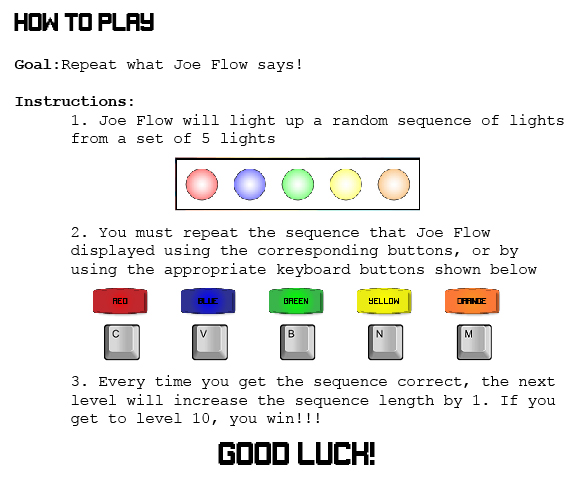 HOW TO PLAY
Goal:Repeat what Joe Flow says!
Instructions:
1. Joe Flow will light up a random sequence of lights
from a set of 5 lights
2. You must repeat the sequence that Joe Flow
displayed using the corresponding buttons, or by
using the appropriate keyboard buttons shown below
RED BLUE GREEN YELLOW ORANGE
C V B N M
3. Every time you get the sequence correct, the next
level will increase the sequence length by 1. If you
get to level 10, you win!!!
GOOD LUCK!